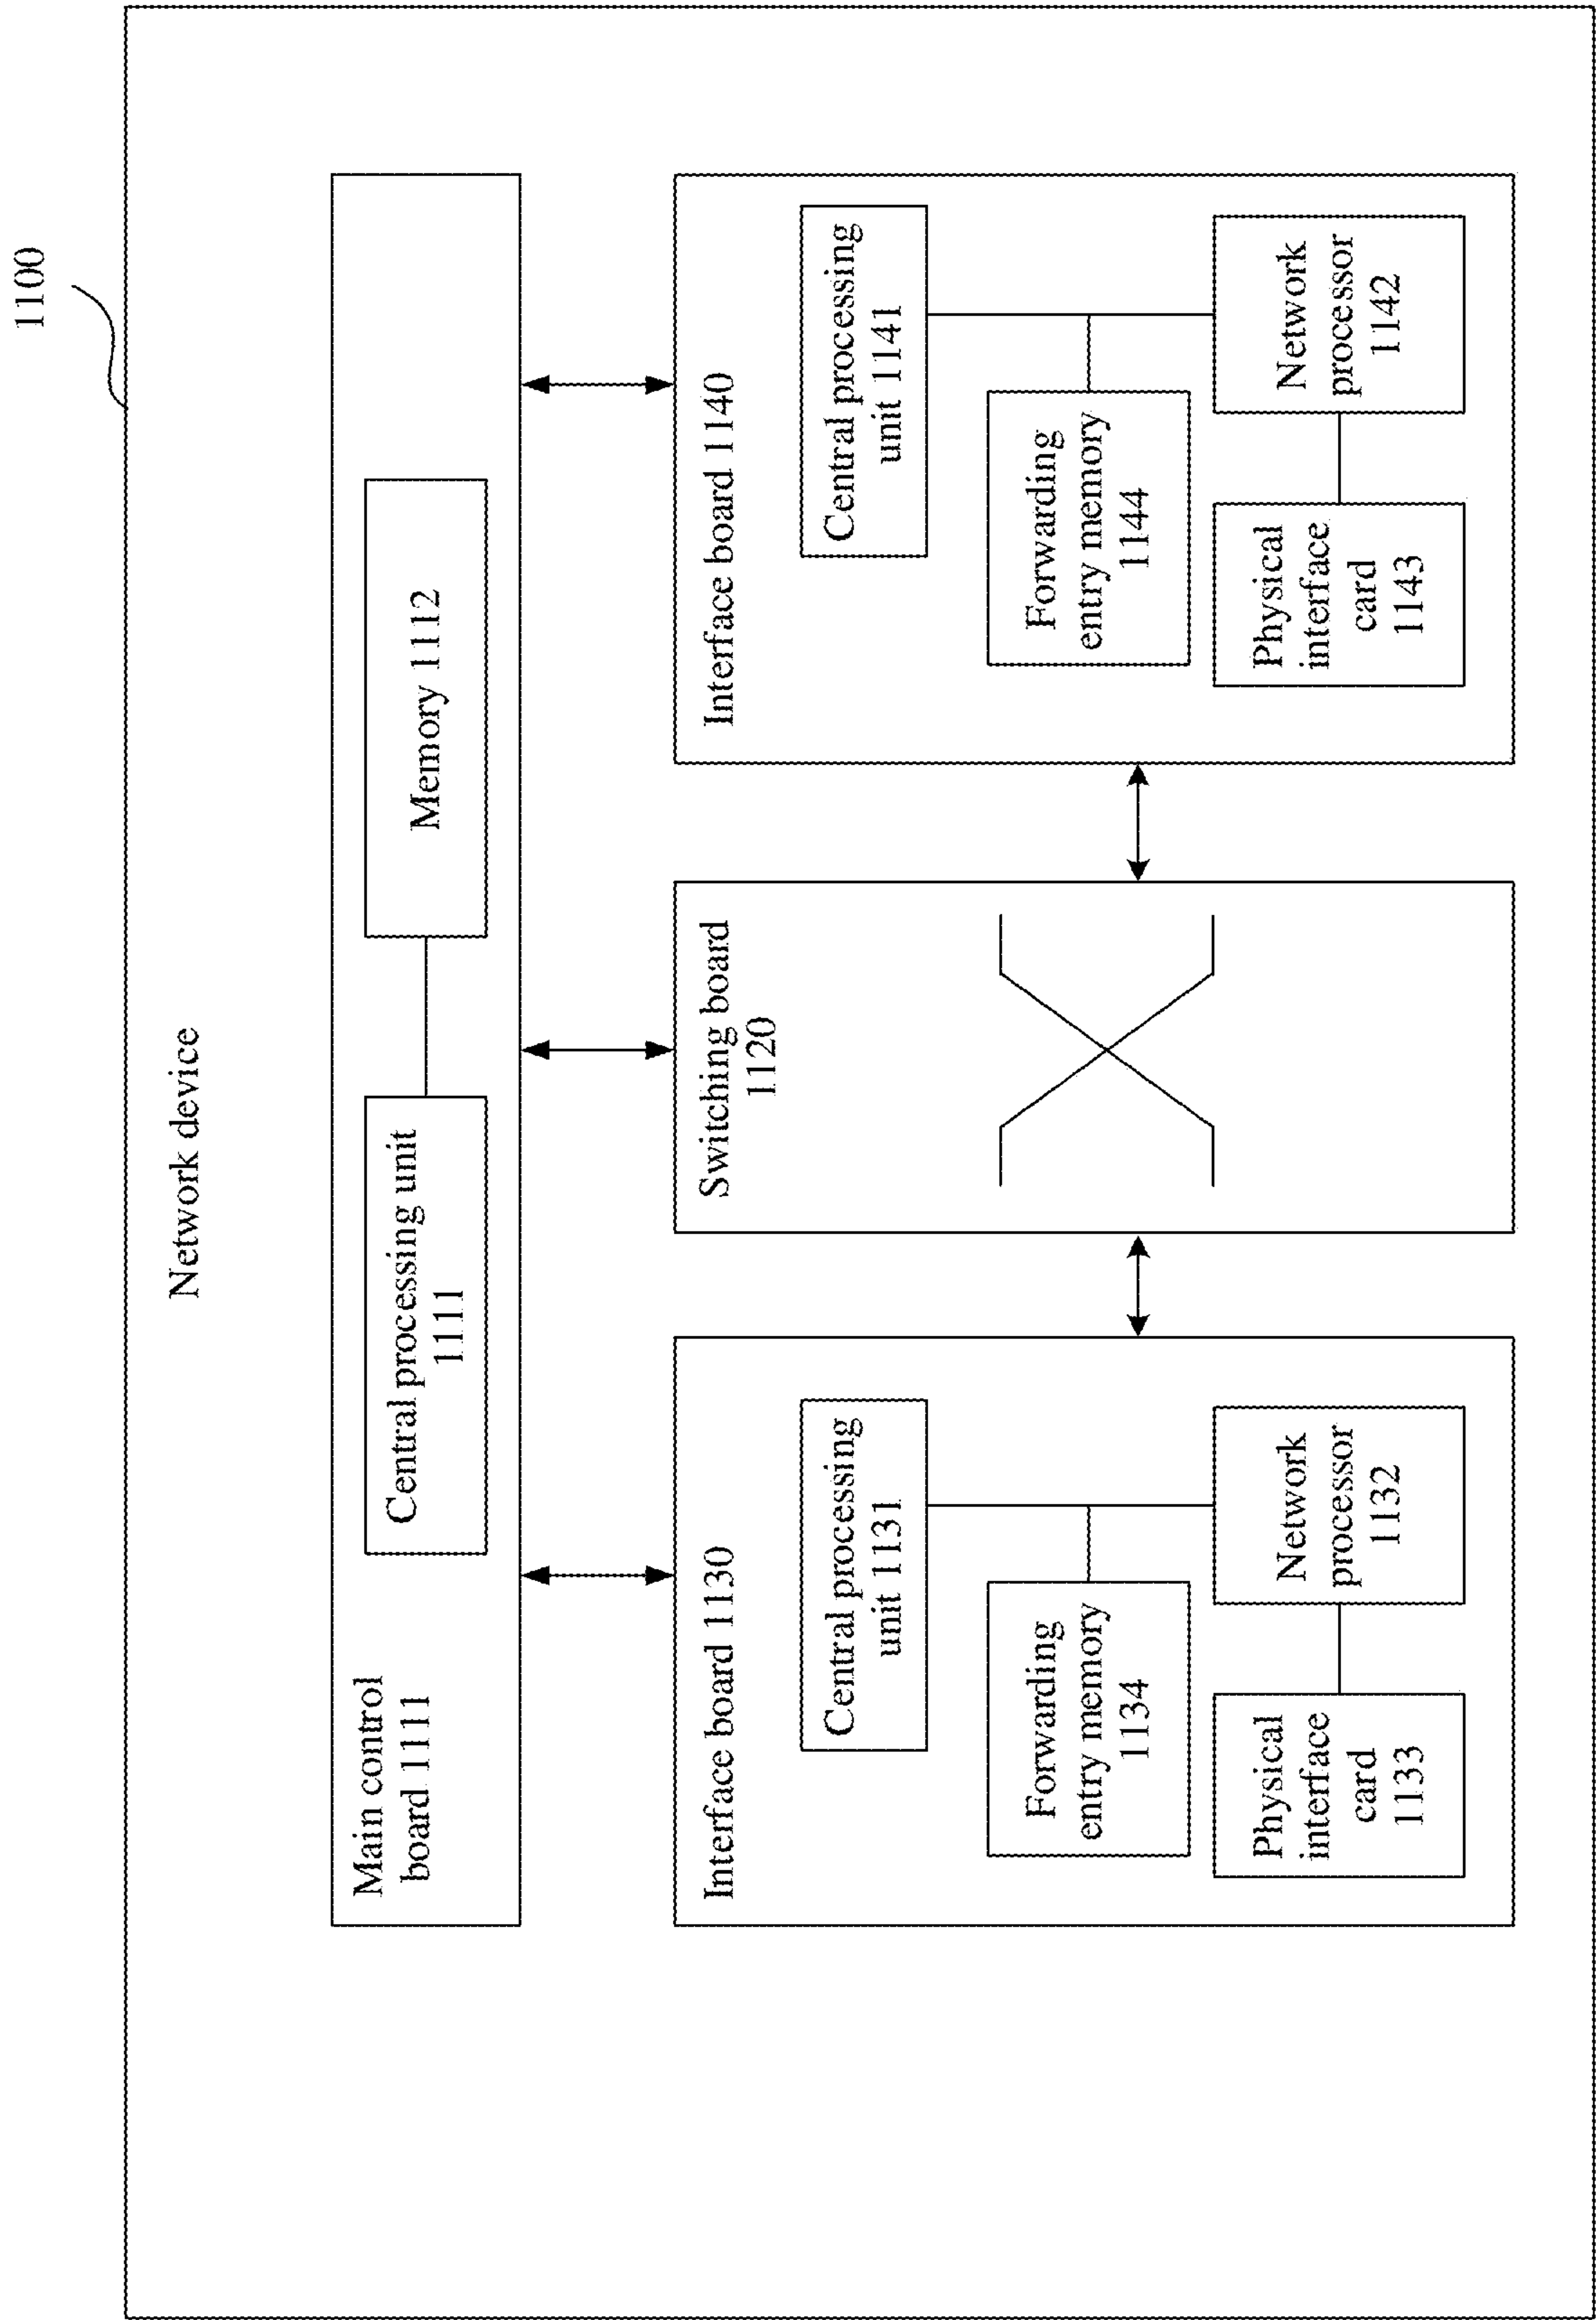 1100
Network device
Main control
board 1111
Central processing unit
1111
Memory 1112
Interface board 1130
Central processing
unit 1131
Forwarding
entry memory
1134
Physical
interface
card
1133
Network
processor
1132
Switching board
1120
Interface board 1140
Central processing
unit 1141
Forwarding
entry memory
1144
Physical
interface
card
1143
Network
processor
1142